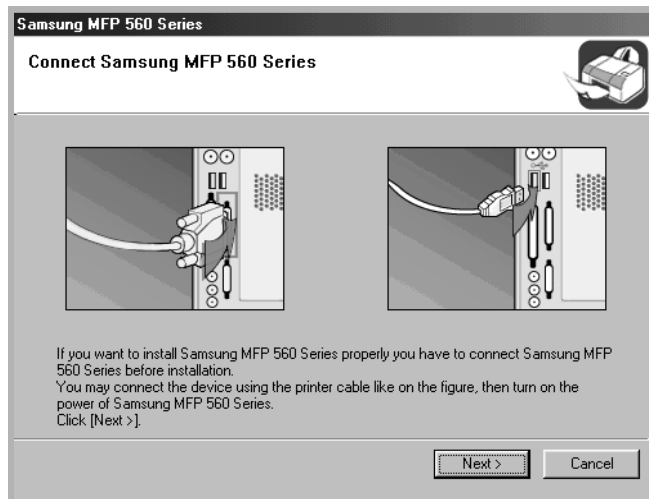 Samsung MFP 560 Series
Connect Samsung MFP 560 Series
If you want to install Samsung MFP 560 Series properly you have to connect Samsung MFP
560 Series before installation.
You may connect the device using the printer cable like on the figure, then turn on the
power of Samsung MFP 560 Series.
Click [Next >].
Next >
Cancel